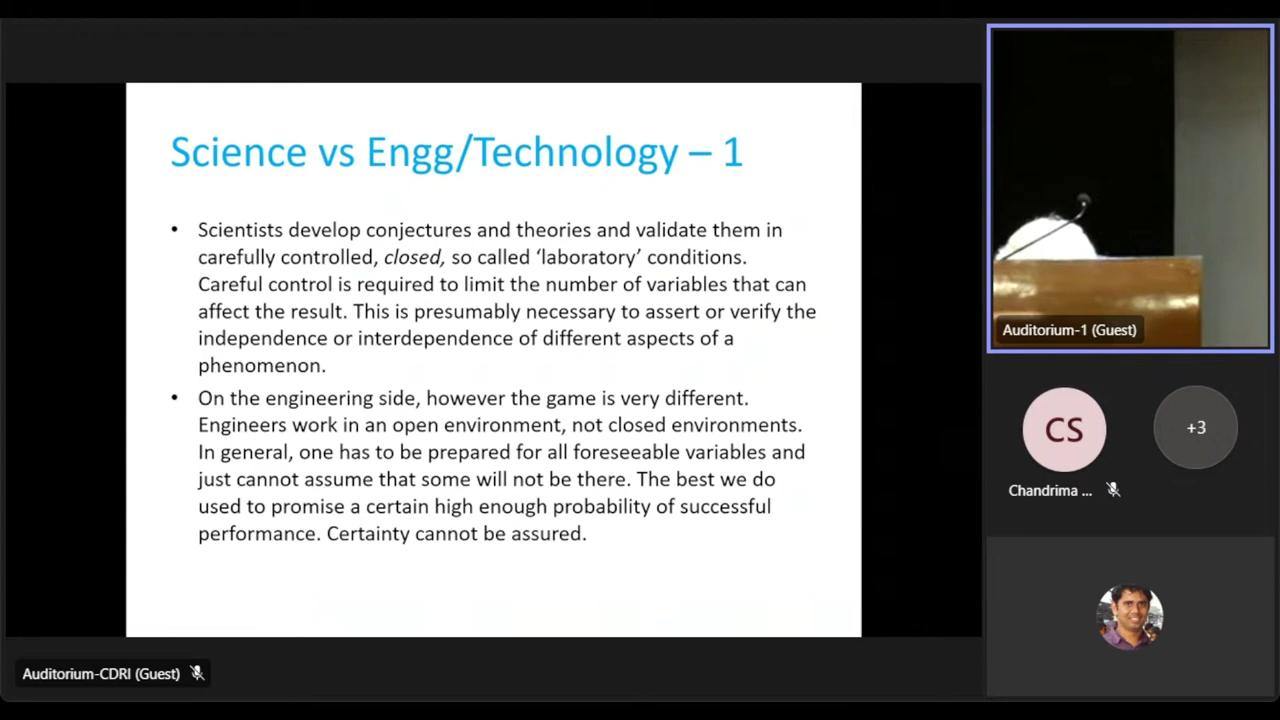 Science vs Engg/Technology – 1
• Scientists develop conjectures and theories and validate them in
carefully controlled, closed, so called ‘laboratory’ conditions.
Careful control is required to limit the number of variables that can
affect the result. This is presumably necessary to assert or verify the
independence or interdependence of different aspects of a
phenomenon.
• On the engineering side, however the game is very different.
Engineers work in an open environment, not closed environments.
In general, one has to be prepared for all foreseeable variables and
just cannot assume that some will not be there. The best we do
used to promise a certain high enough probability of successful
performance. Certainty cannot be assured.
Auditorium-CDRI (Guest)
Auditorium-1 (Guest)
CS
+3
Chandrima ...